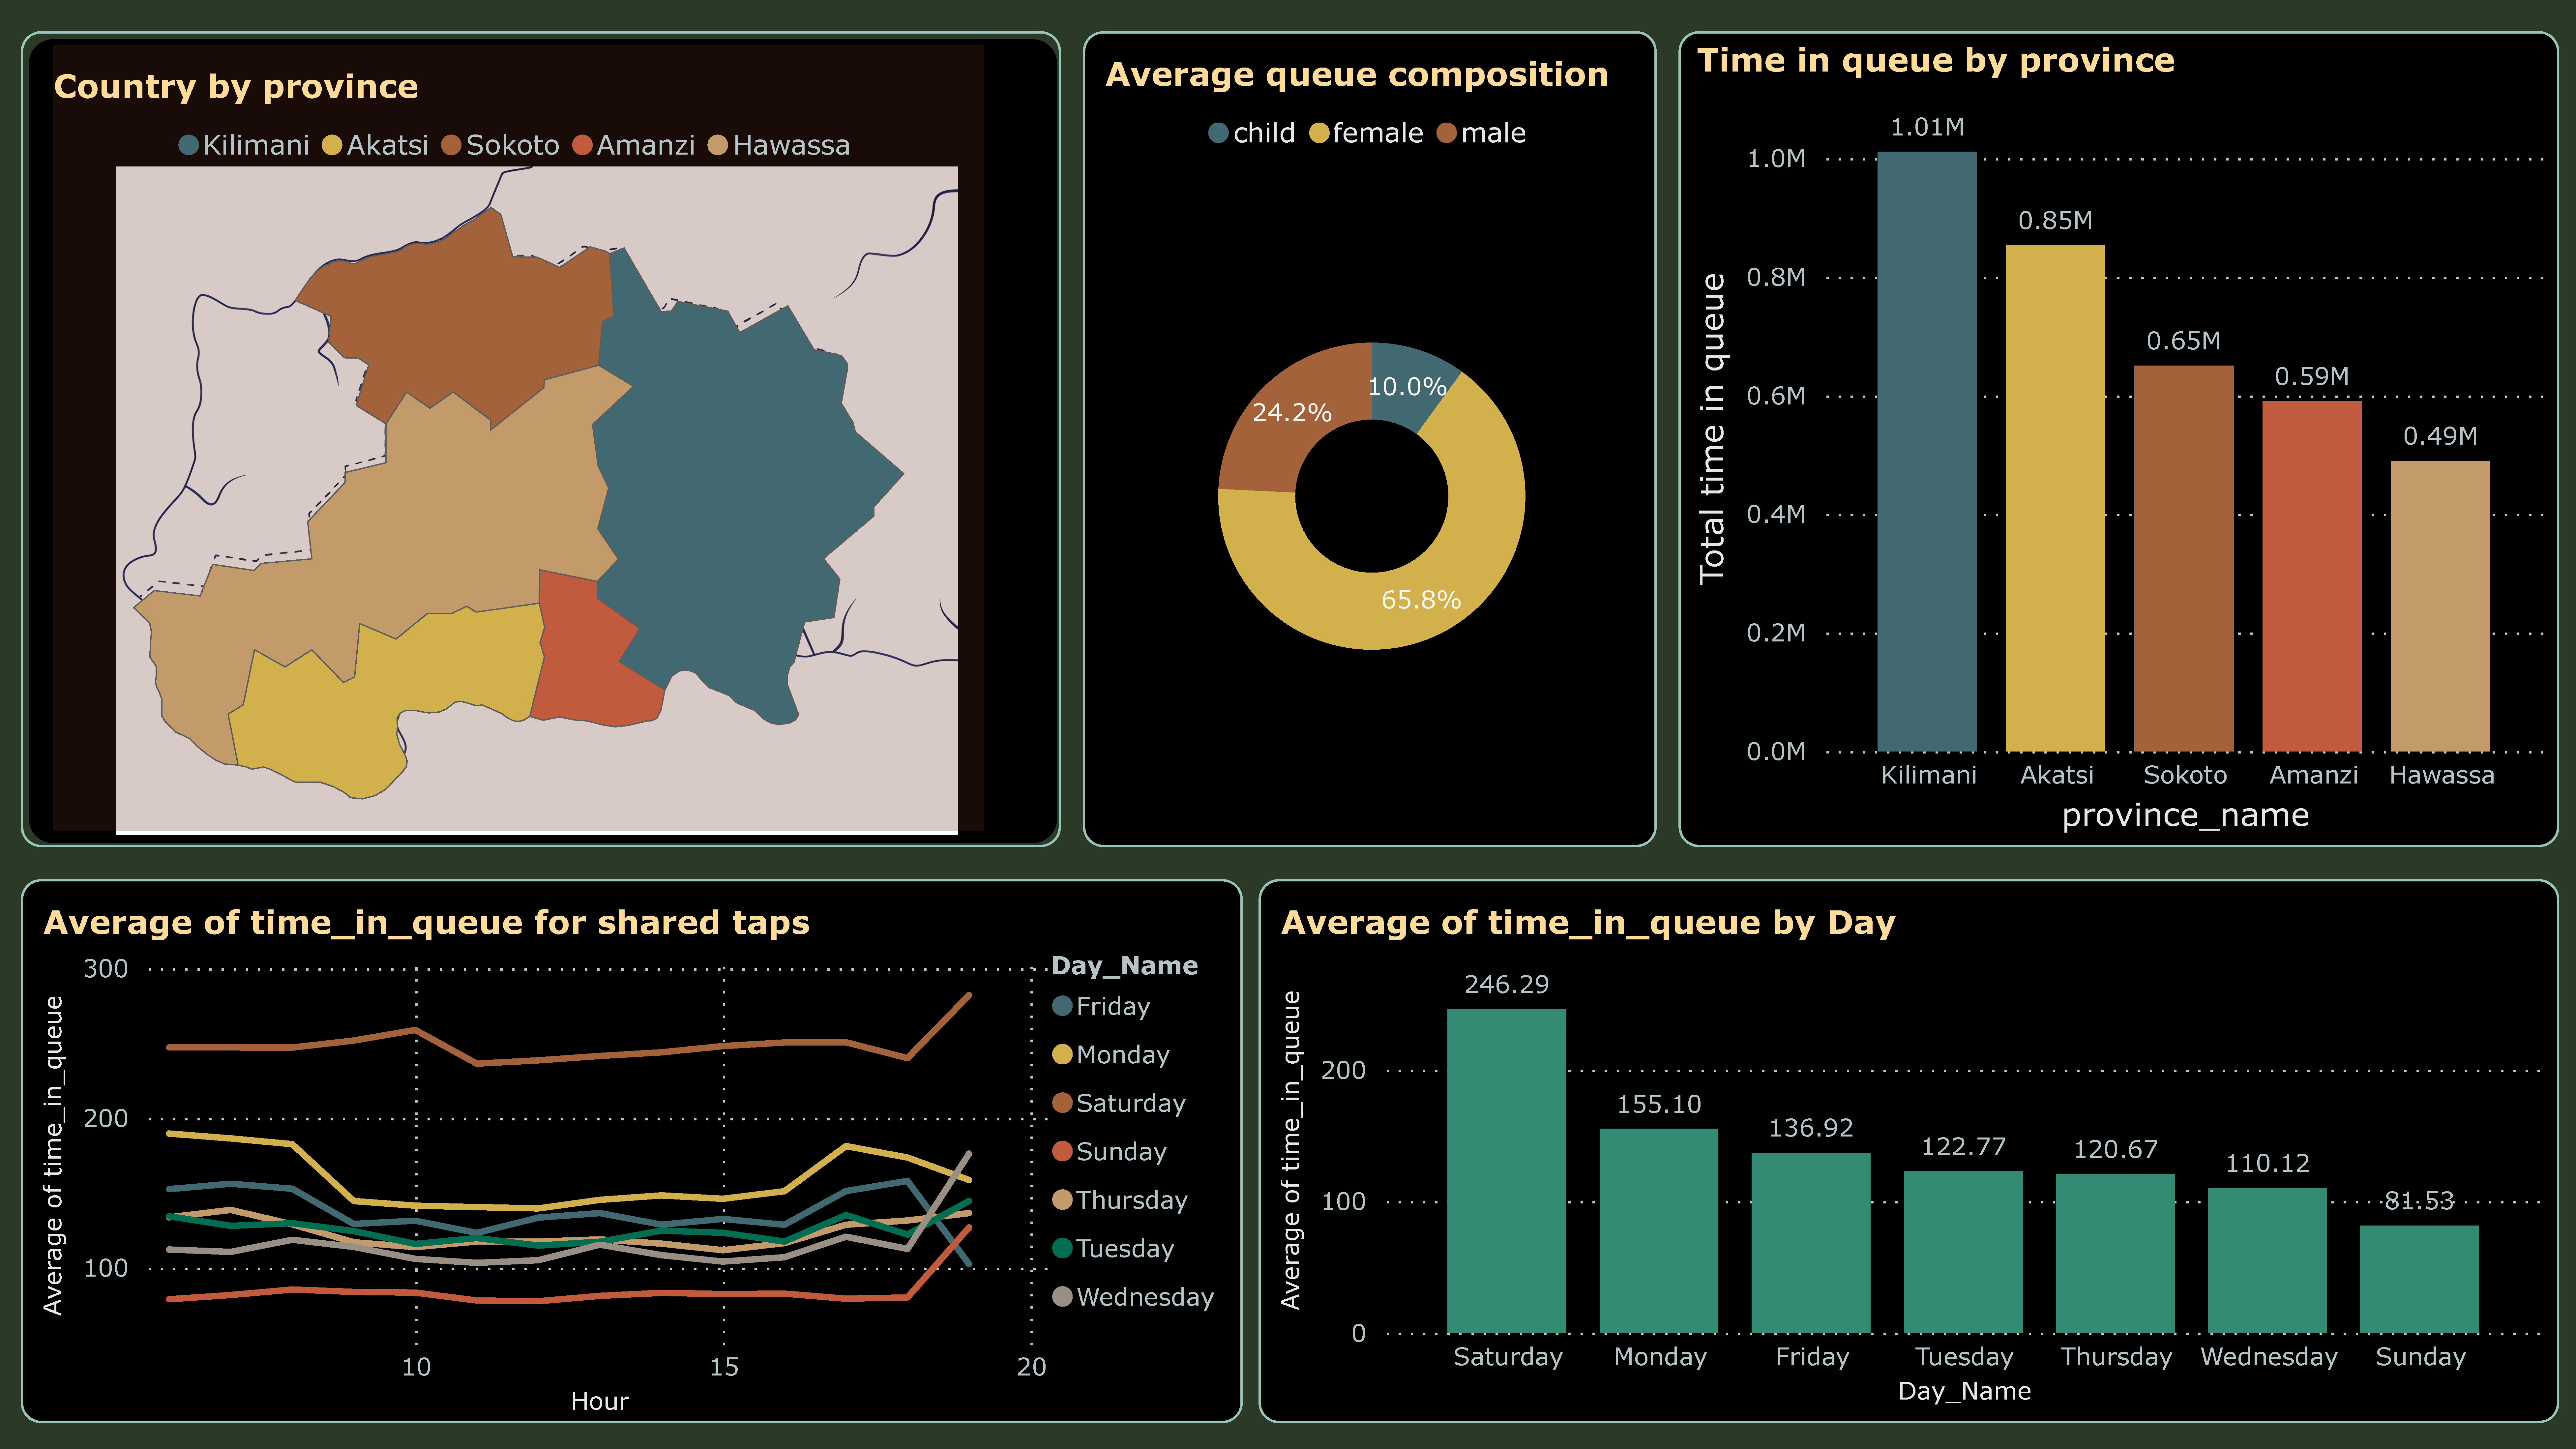 Country by province
Kilimani Akatsi Sokoto Amanzi Hawassa
Average queue composition
child female male
10.0%
24.2%
65.8%
Time in queue by province
Total time in queue
1.0M
0.8M
0.6M
0.4M
0.2M
0.0M
1.01M
0.85M
0.65M
0.59M
0.49M
Kilimani Akatsi Sokoto Amanzi Hawassa
province_name
Average of time_in_queue for shared taps
Average of time_in_queue
300
200
100
10 15 20
Hour
Day_Name
Friday
Monday
Saturday
Sunday
Thursday
Tuesday
Wednesday
Average of time_in_queue by Day
Average of time_in_queue
200
100
0
246.29
155.10
136.92
122.77
120.67
110.12
81.53
Saturday Monday Friday Tuesday Thursday Wednesday Sunday
Day_Name